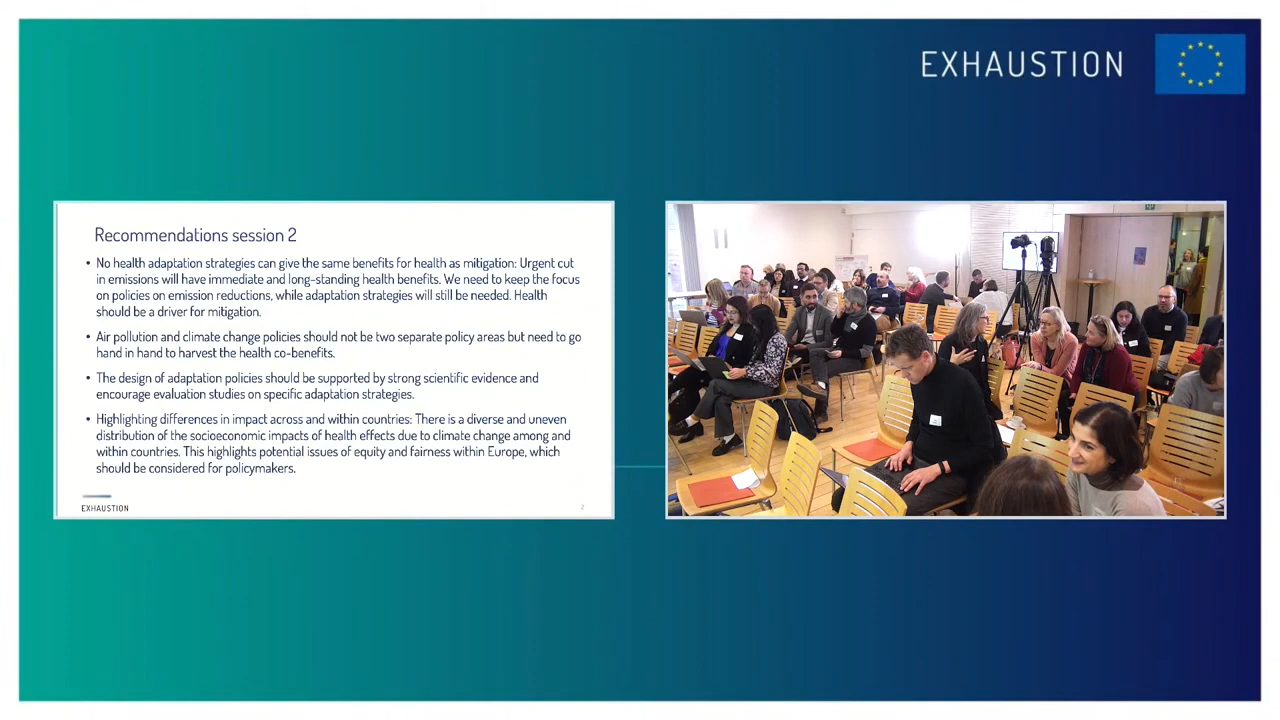 EXHAUSTION
Recommendations session 2
• No health adaptation strategies can give the same benefits for health as mitigation: Urgent cut
in emissions will have immediate and long-standing health benefits. We need to keep the focus
on policies on emission reductions, while adaptation strategies will still be needed. Health
should be a driver for mitigation.
• Air pollution and climate change policies should not be two separate policy areas but need to go
hand in hand to harvest the health co-benefits.
• The design of adaptation policies should be supported by strong scientific evidence and
encourage evaluation studies on specific adaptation strategies.
• Highlighting differences in impact across and within countries: There is a diverse and uneven
distribution of the socioeconomic impacts of health effects due to climate change among and
within countries. This highlights potential issues of equity and fairness within Europe, which
should be considered for policymakers.
EXHAUSTION
2